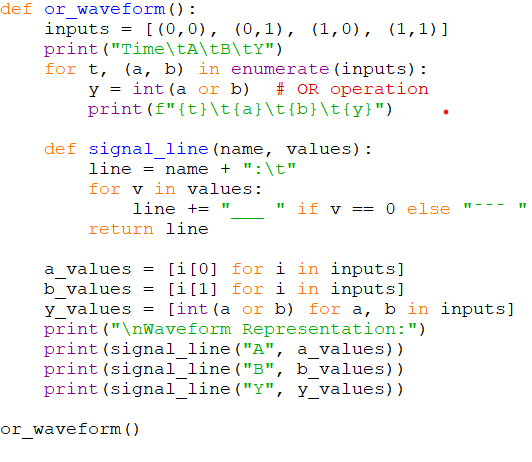 def or_waveform():
    inputs = [(0,0), (0,1), (1,0), (1,1)]
    print("Time\tA\tB\tY")
    for t, (a, b) in enumerate(inputs):
        y = int(a or b)  # OR operation
        print(f"{t}\t{a}\t{b}\t{y}")

    def signal_line(name, values):
        line = name + ":\t"
        for v in values:
            line += "___ " if v == 0 else "¯¯¯ "
        return line

    a_values = [i[0] for i in inputs]
    b_values = [i[1] for i in inputs]
    y_values = [int(a or b) for a, b in inputs]
    print("\nWaveform Representation:")
    print(signal_line("A", a_values))
    print(signal_line("B", b_values))
    print(signal_line("Y", y_values))

or_waveform()